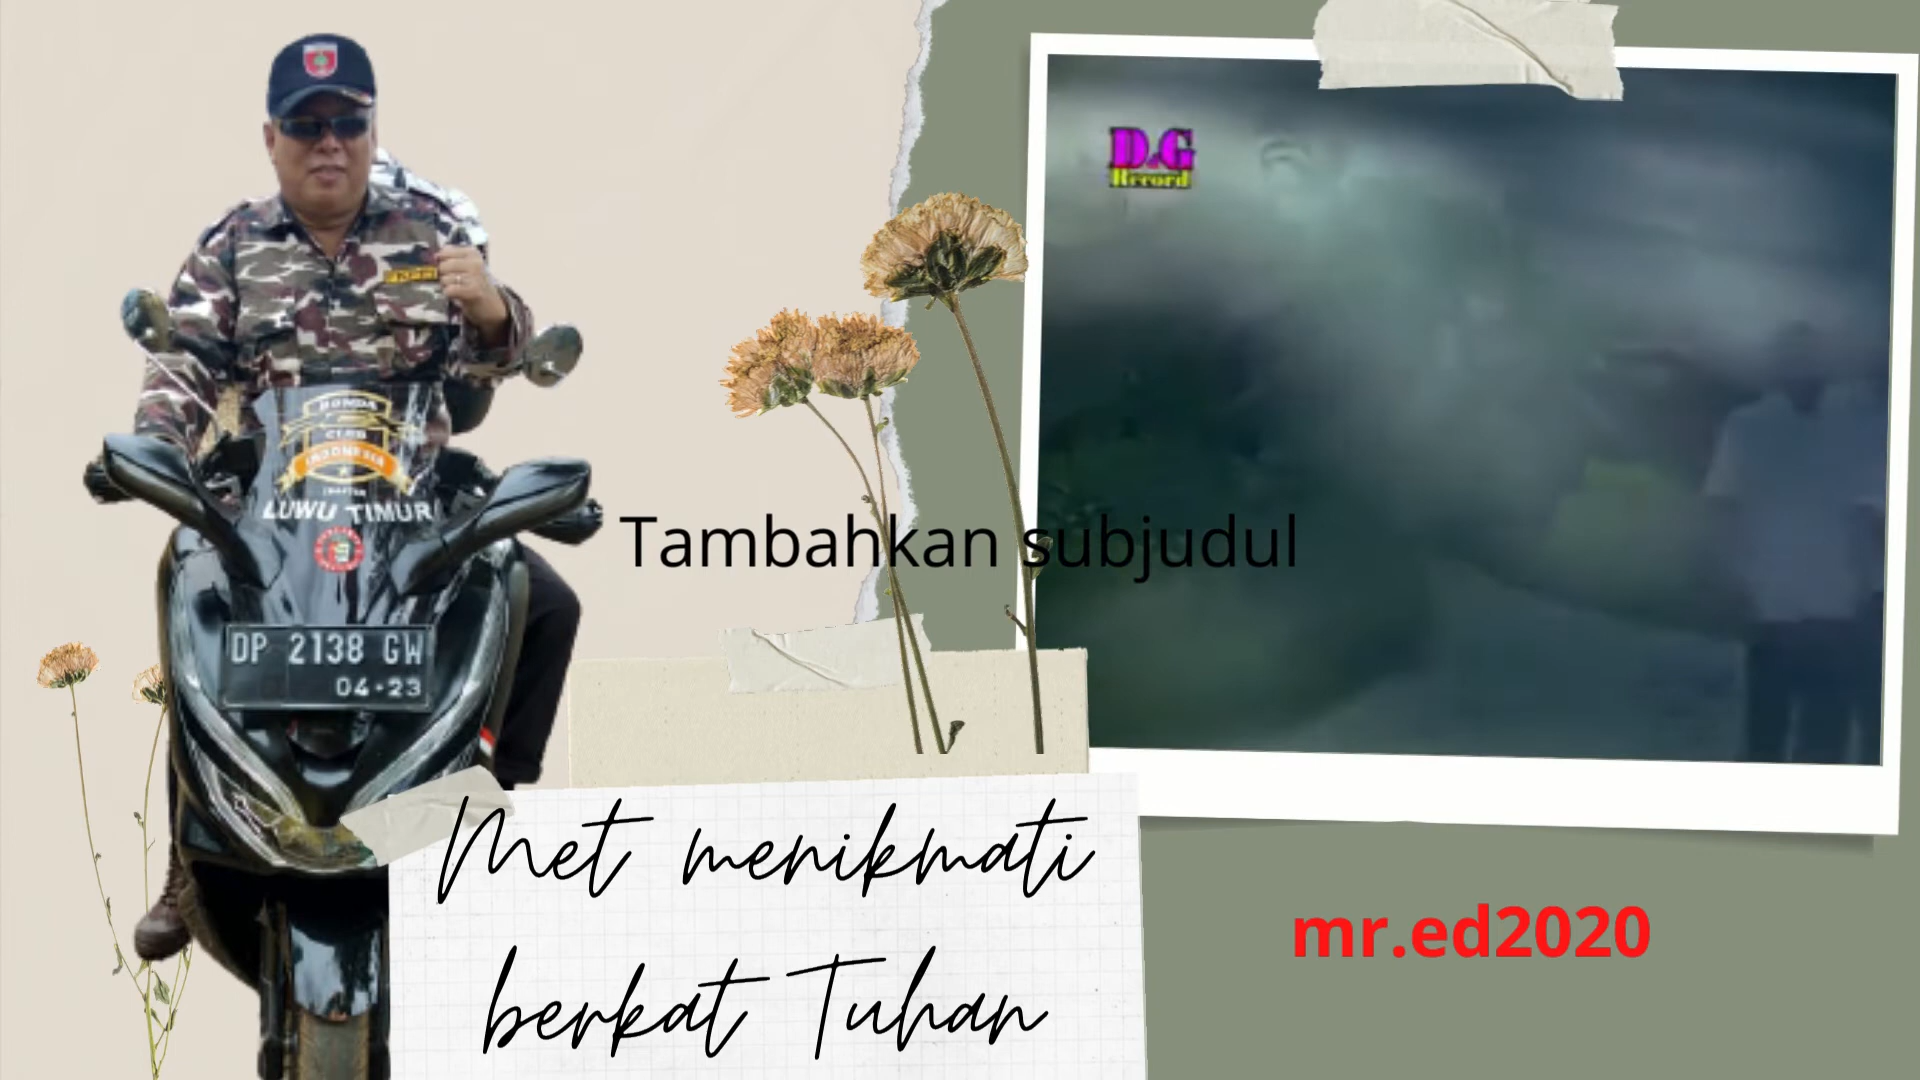 D.G
Record
HONDA
CLUB
INDONESIA
CHAPTER
LUWU TIMUR
Tambahkan subjudul
DP 2138 GW
04·23
Met menikmati
berkat Tuhan
mr.ed2020